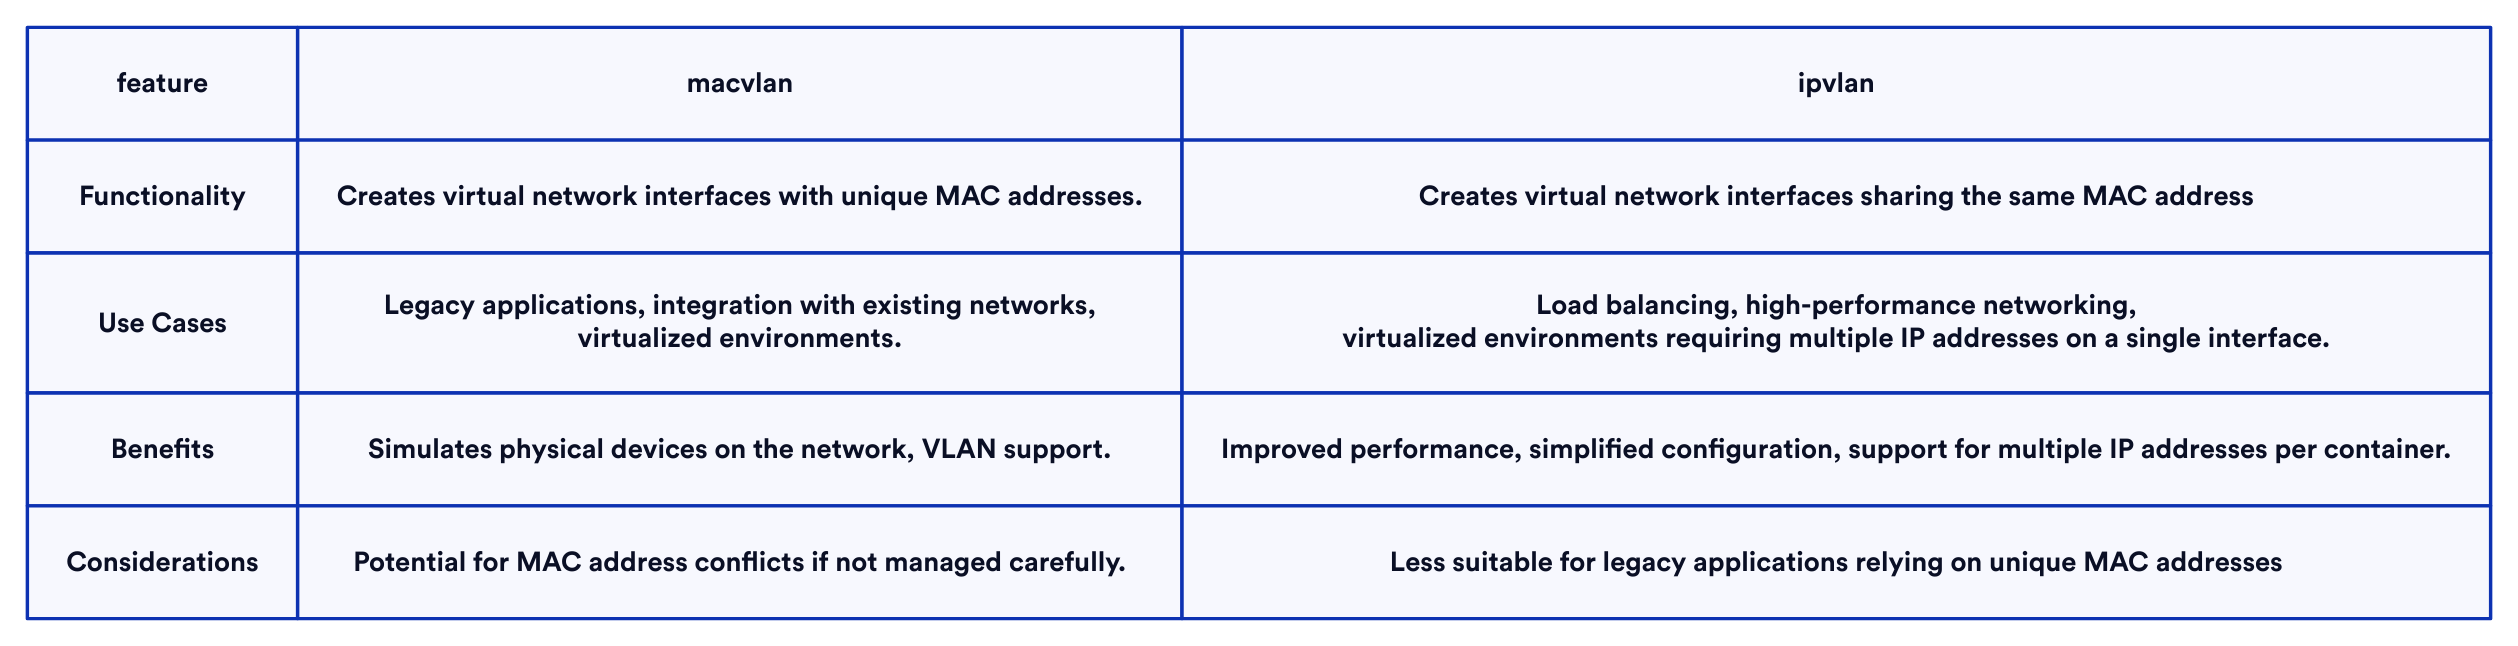 feature
macvlan
ipvlan
Functionality
Creates virtual network interfaces with unique MAC addresses.
Creates virtual network interfaces sharing the same MAC address
Use Cases
Legacy applications, integration with existing networks,
virtualized environments.
Load balancing, high-performance networking,
virtualized environments requiring multiple IP addresses on a single interface.
Benefits
Simulates physical devices on the network, VLAN support.
Improved performance, simplified configuration, support for multiple IP addresses per container.
Considerations
Potential for MAC address conflicts if not managed carefully.
Less suitable for legacy applications relying on unique MAC addresses